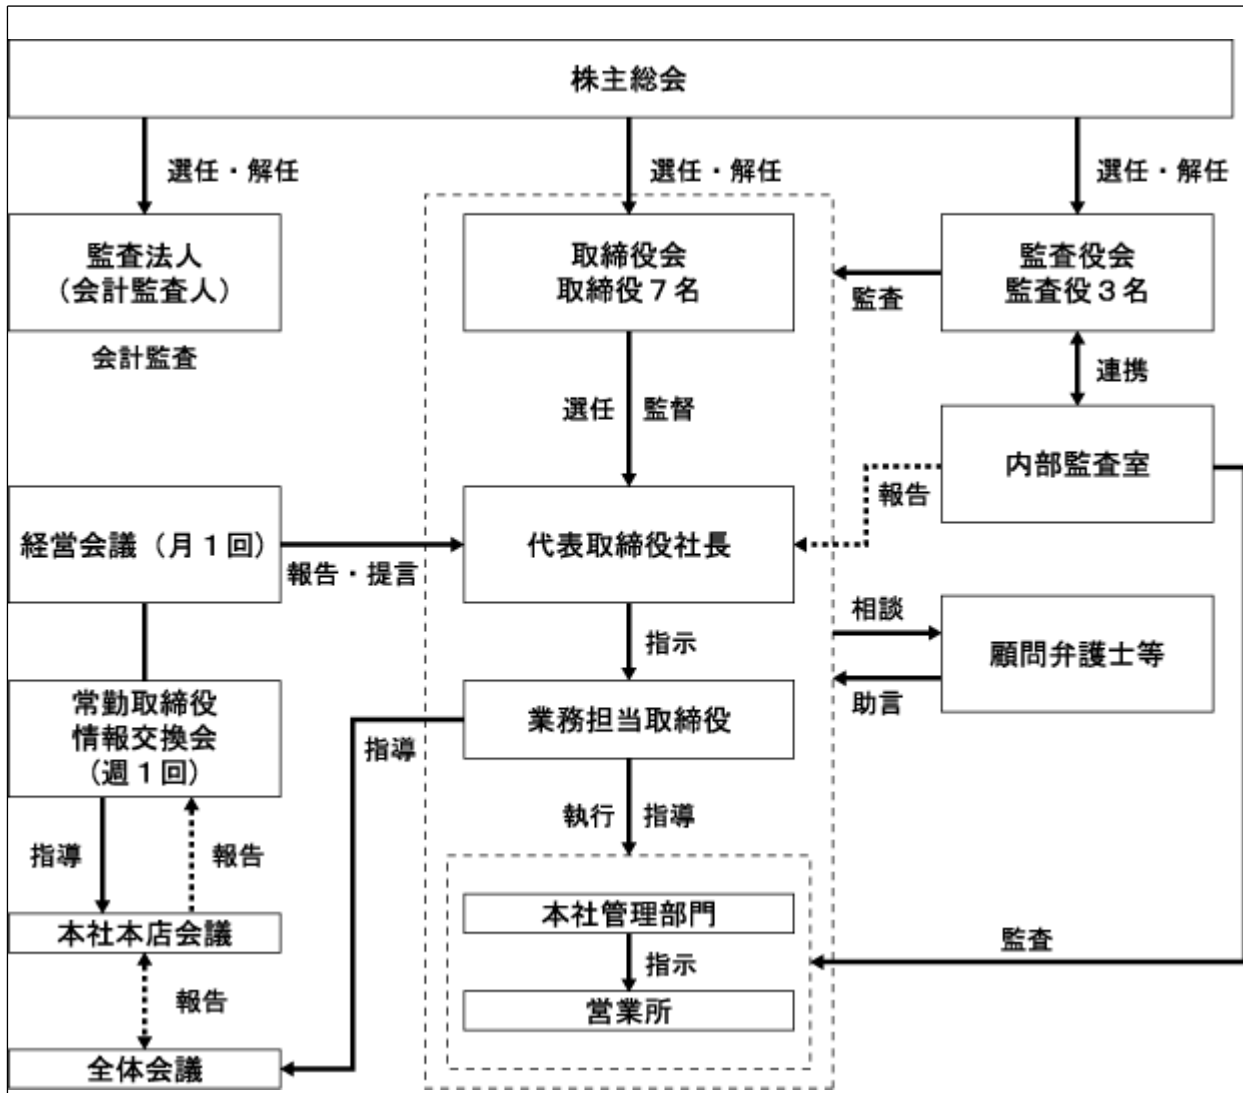 株主総会
選任・解任
選任・解任
選任・解任
監査法人
（会計監査人）
会計監査
取締役会
取締役７名
監査
監査役会
監査役３名
連携
選任
監督
内部監査室
報告
経営会議（月１回）
報告・提言
代表取締役社長
相談
顧問弁護士等
助言
指示
常勤取締役
情報交換会
（週１回）
指導
業務担当取締役
執行
指導
指導
報告
本社本店会議
本社管理部門
監査
指示
報告
営業所
全体会議